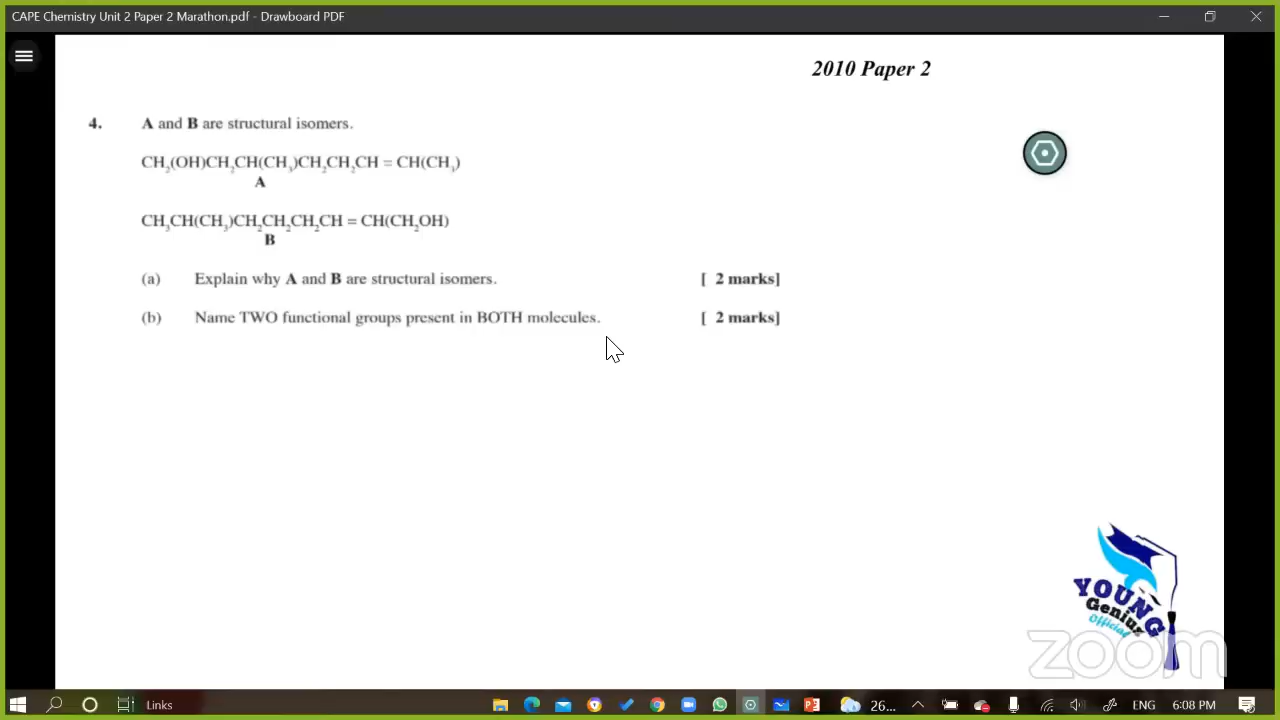 CAPE Chemistry Unit 2 Paper 2 Marathon.pdf - Drawboard PDF
2010 Paper 2
4. A and B are structural isomers.
CH₂(OH)CH₂CH(CH₃)CH₂CH₂CH = CH(CH₃)
A
CH₃CH(CH₃)CH₂CH₂CH₂CH = CH(CH₂OH)
B
(a) Explain why A and B are structural isomers. [ 2 marks]
(b) Name TWO functional groups present in BOTH molecules. [ 2 marks]
YOUNG
Geniuz
Official
zoom
Links 26... ENG 6:08 PM